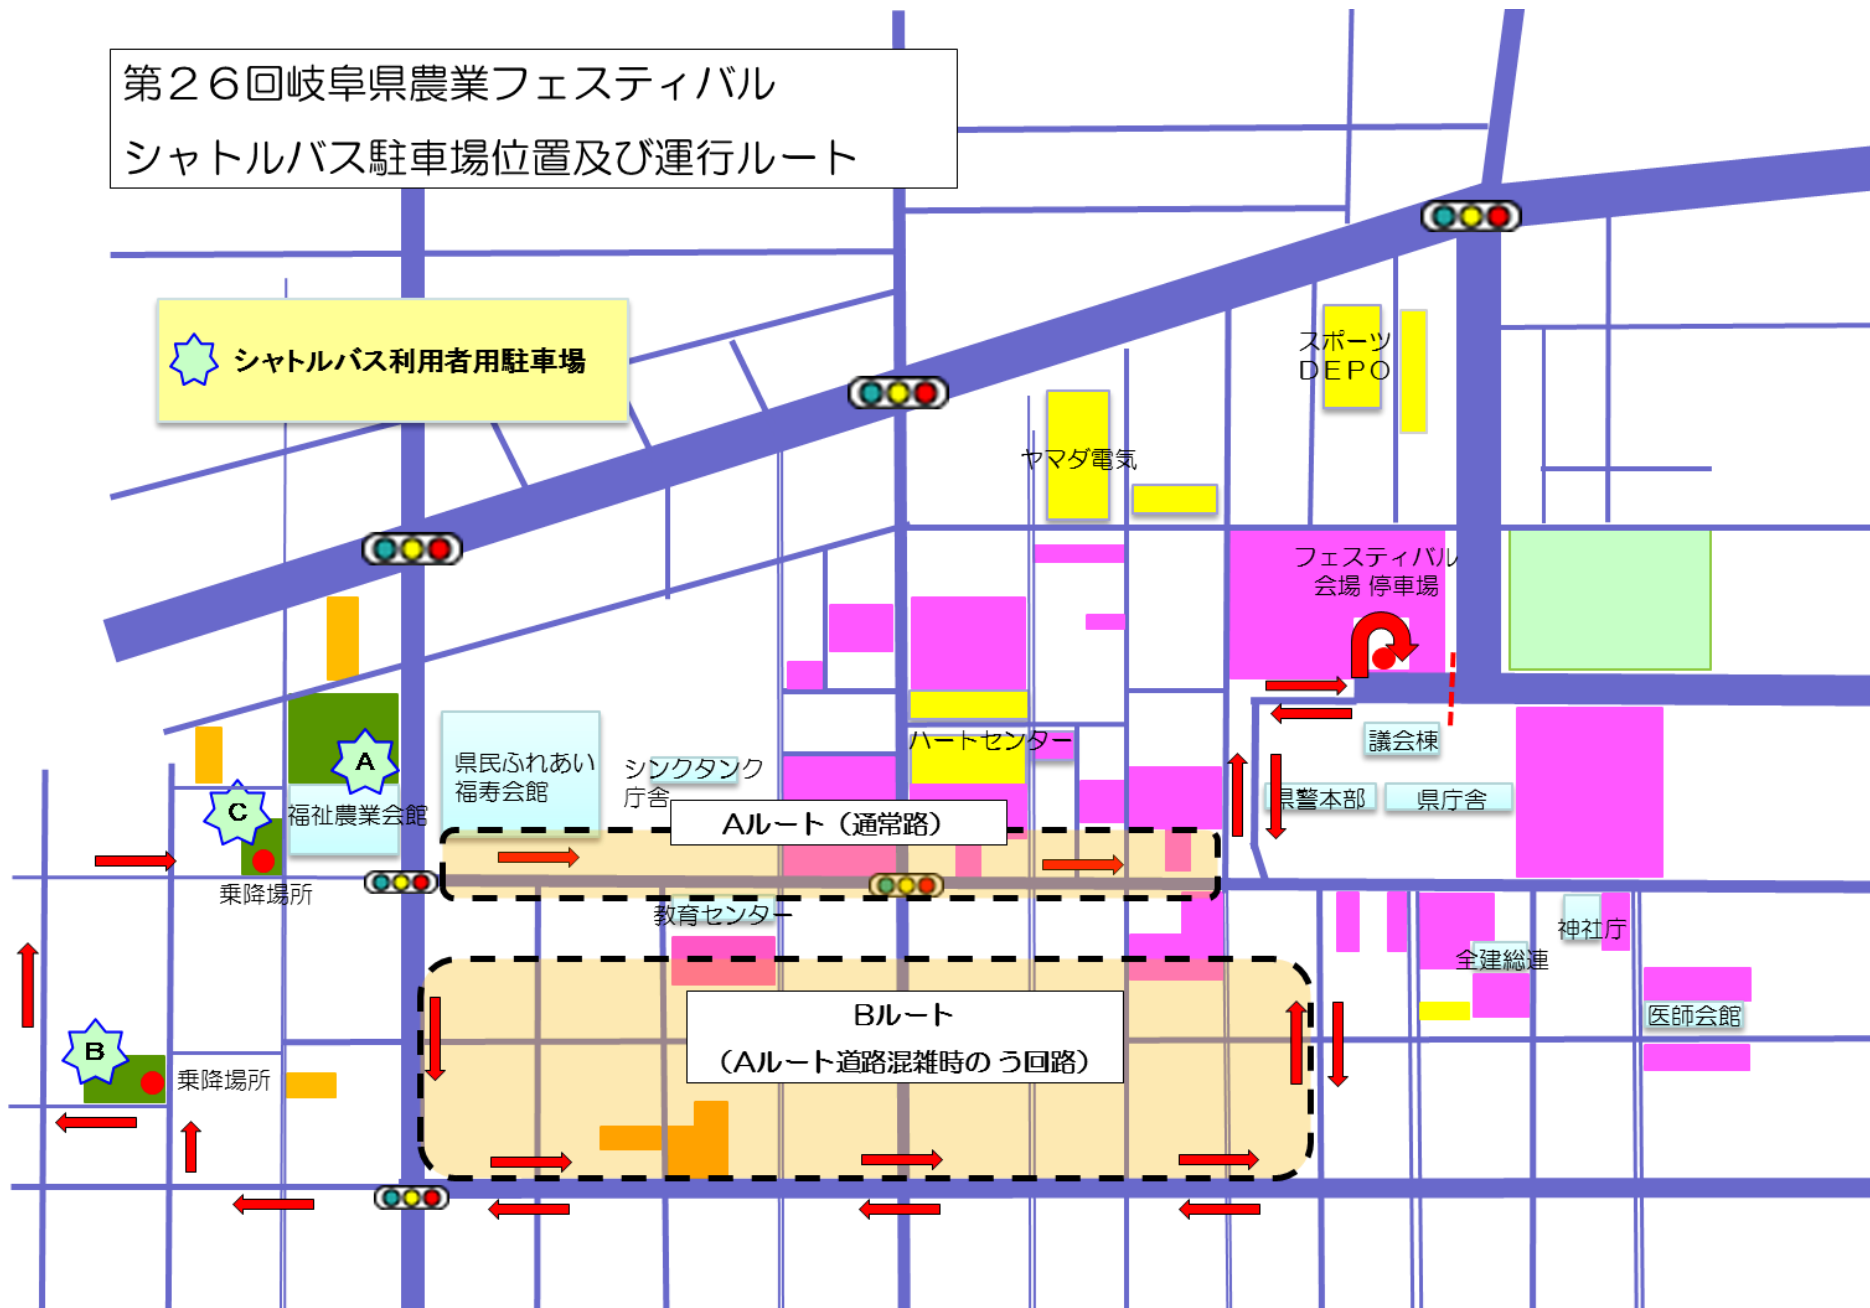 第２６回岐阜県農業フェスティバル
シャトルバス駐車場位置及び運行ルート
シャトルバス利用者用駐車場
スポーツ
ＤＥＰＯ
ヤマダ電気
フェスティバル
会場 停車場
A
C
福祉農業会館
県民ふれあい
福寿会館
シンクタンク
庁舎
ハートセンター
議会棟
県警本部
県庁舎
Aルート（通常路）
乗降場所
教育センター
神社庁
全建総連
医師会館
B
乗降場所
Bルート
（Aルート道路混雑時の う回路）